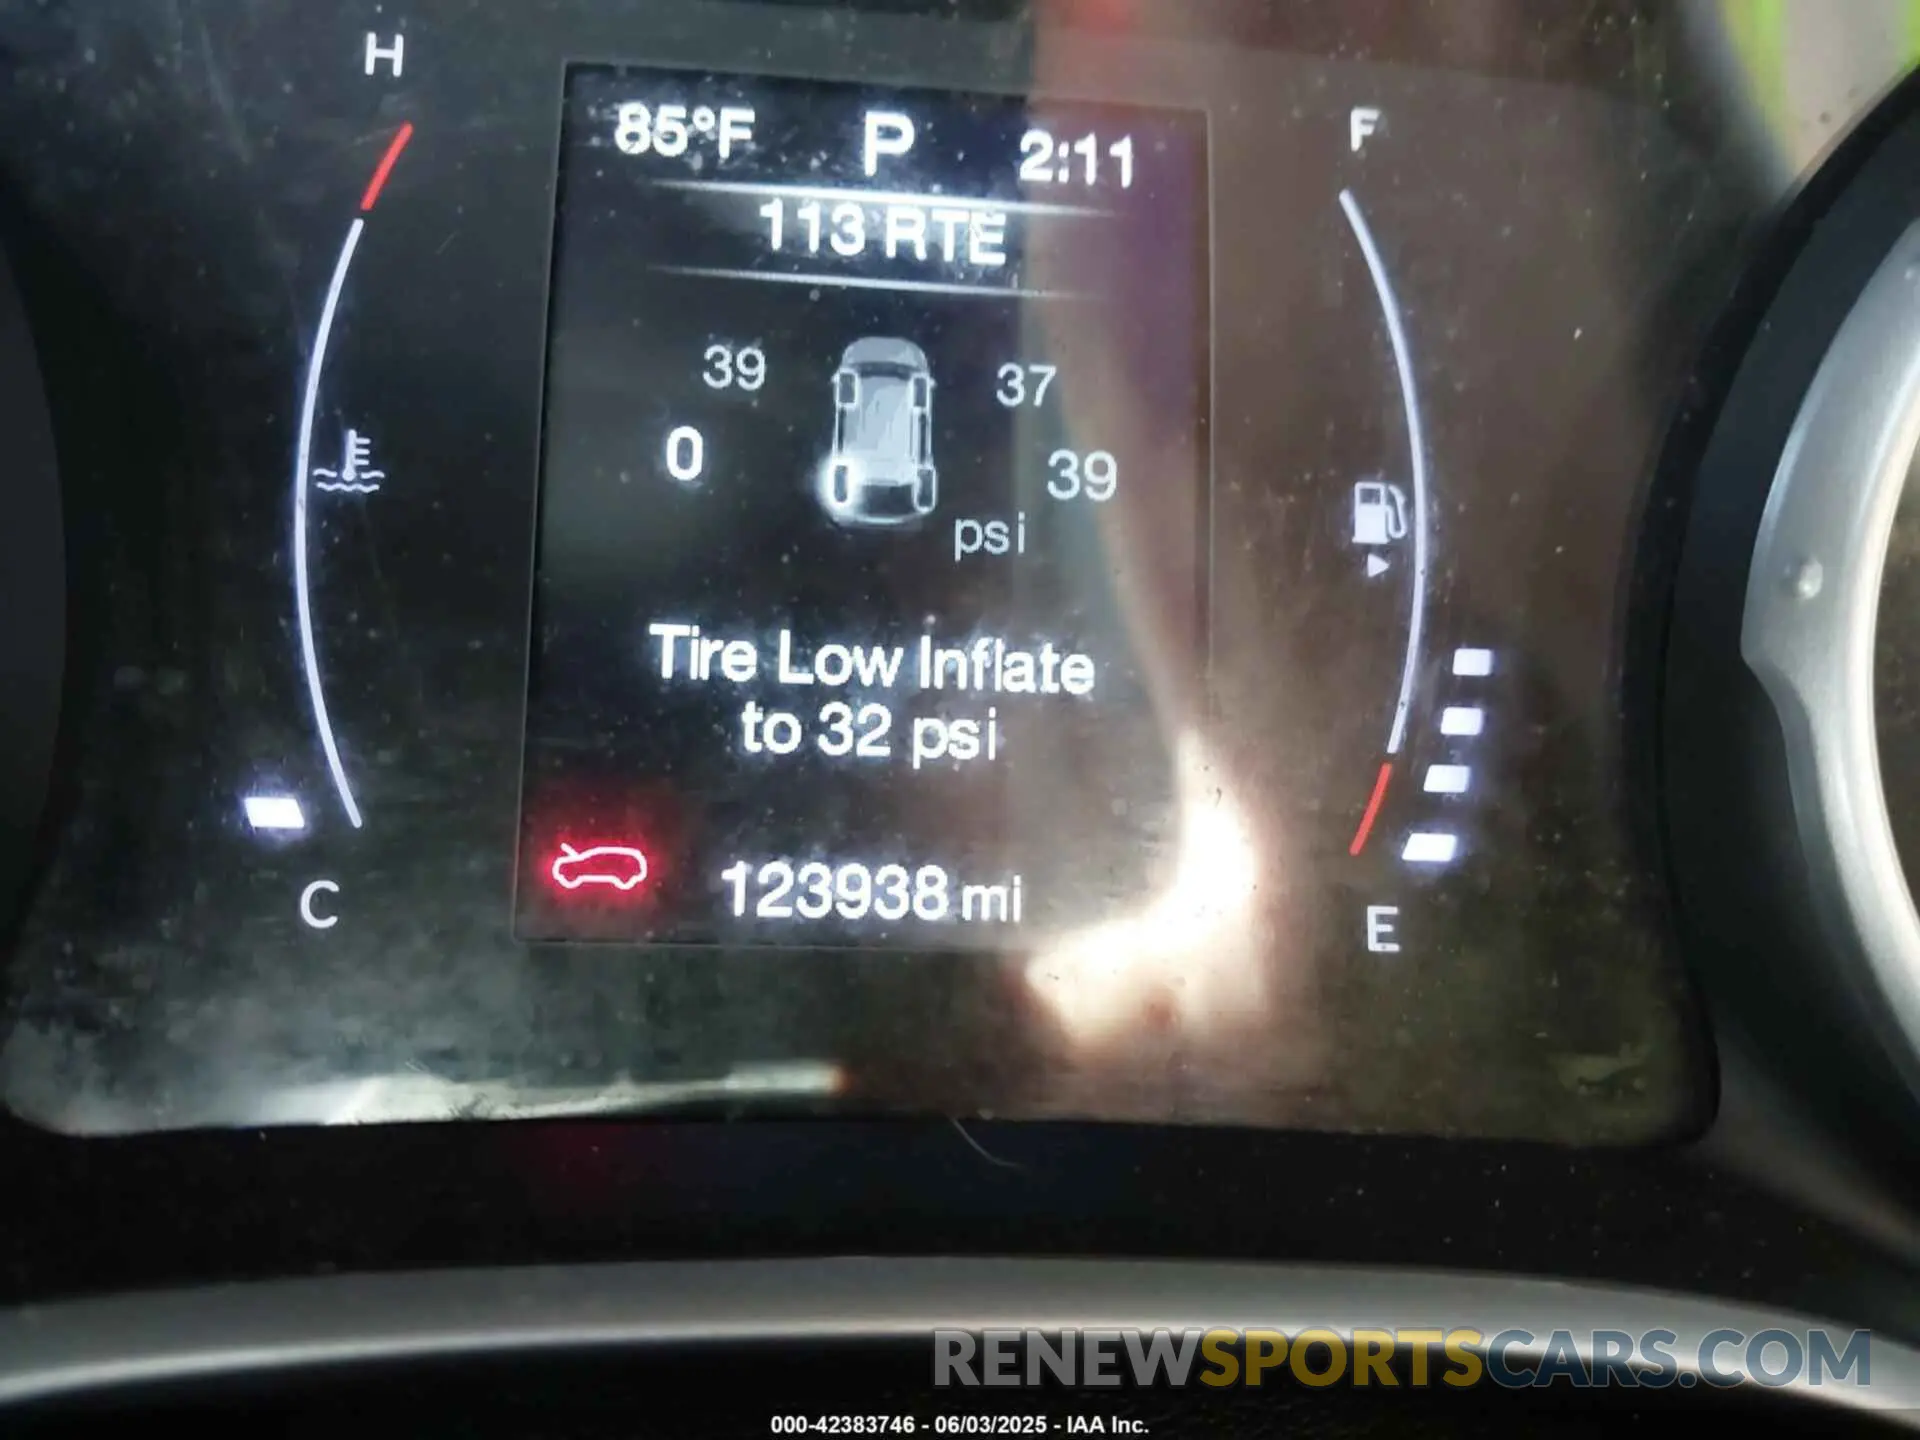 H
85°F P 2:11
F
113 RTE
39 37
0 39
psi
Tire Low Inflate
to 32 psi
123938 mi
C
E
RENEWSPORTSCARS.COM
000-42383746 - 06/03/2025 - IAA Inc.